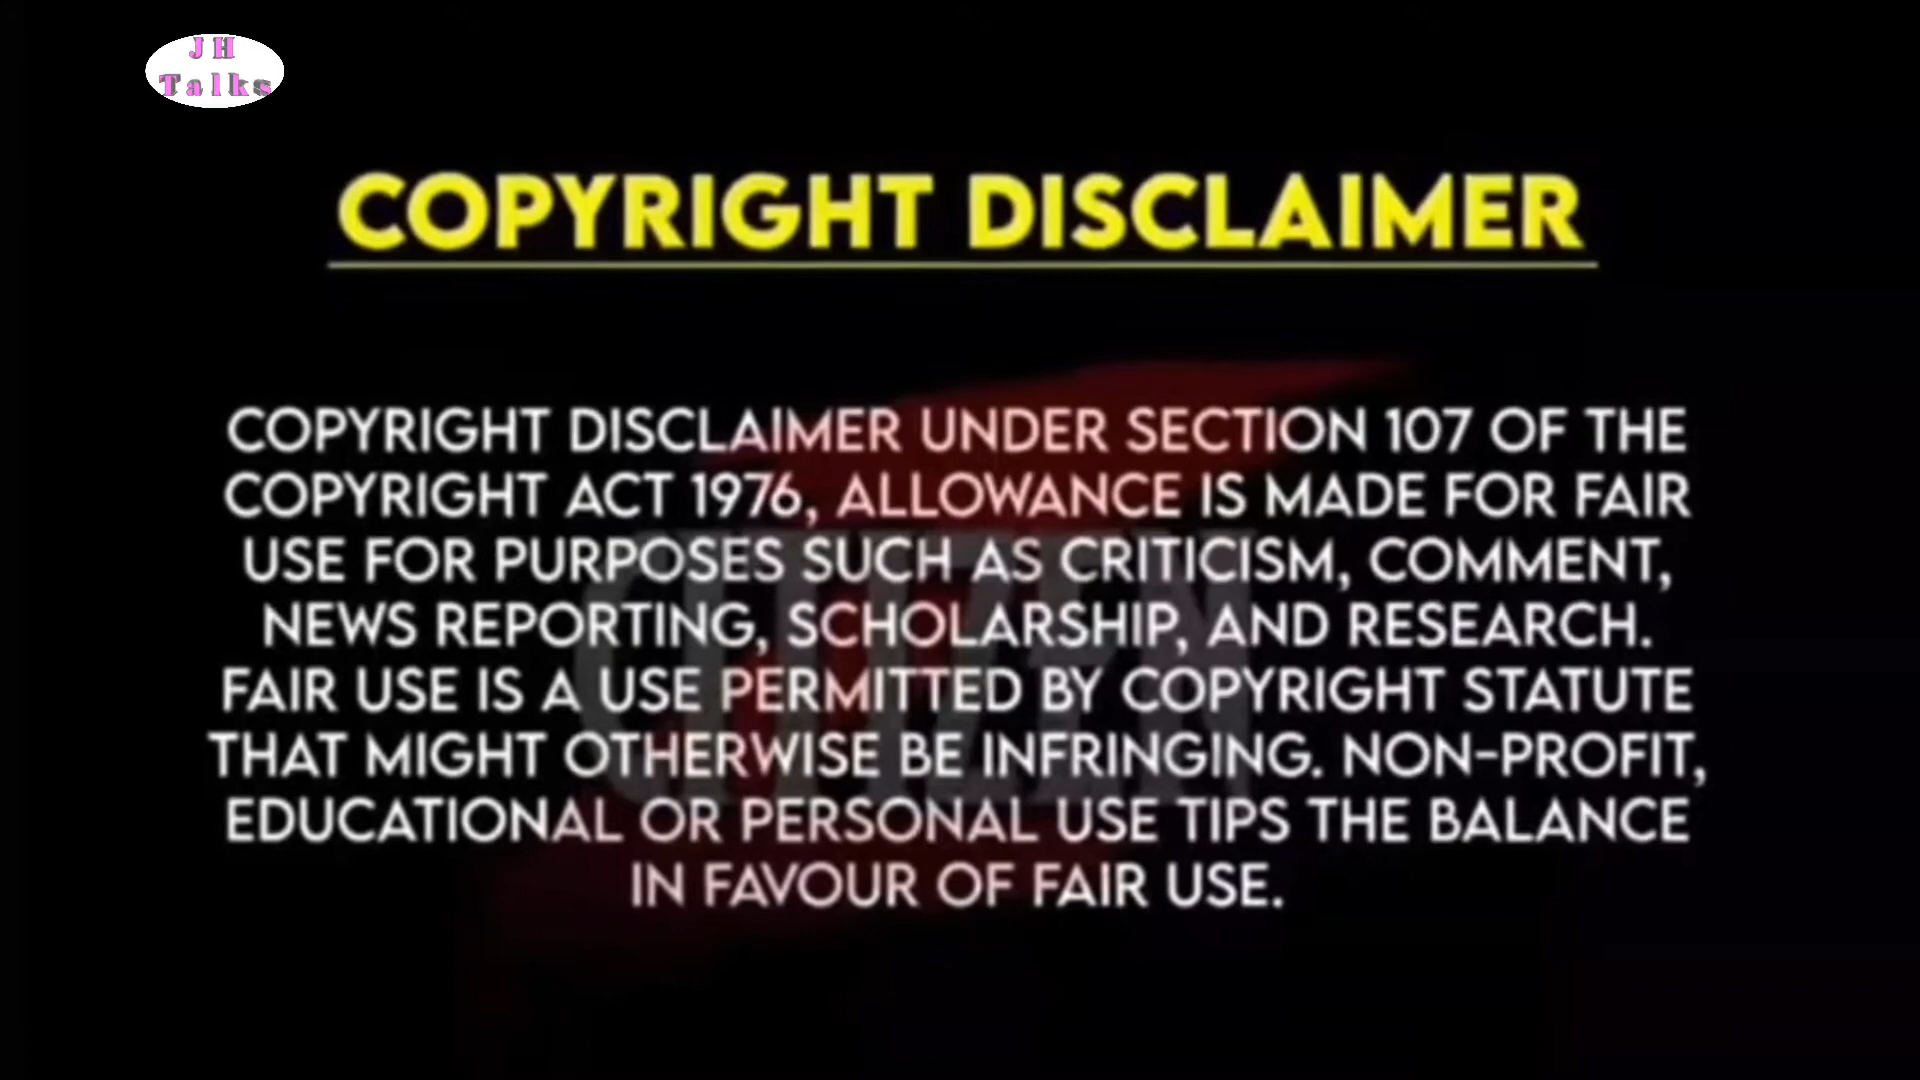 JH
Talks
COPYRIGHT DISCLAIMER
COPYRIGHT DISCLAIMER UNDER SECTION 107 OF THE
COPYRIGHT ACT 1976, ALLOWANCE IS MADE FOR FAIR
USE FOR PURPOSES SUCH AS CRITICISM, COMMENT,
NEWS REPORTING, SCHOLARSHIP, AND RESEARCH.
FAIR USE IS A USE PERMITTED BY COPYRIGHT STATUTE
THAT MIGHT OTHERWISE BE INFRINGING. NON-PROFIT,
EDUCATIONAL OR PERSONAL USE TIPS THE BALANCE
IN FAVOUR OF FAIR USE.
CITIZEN